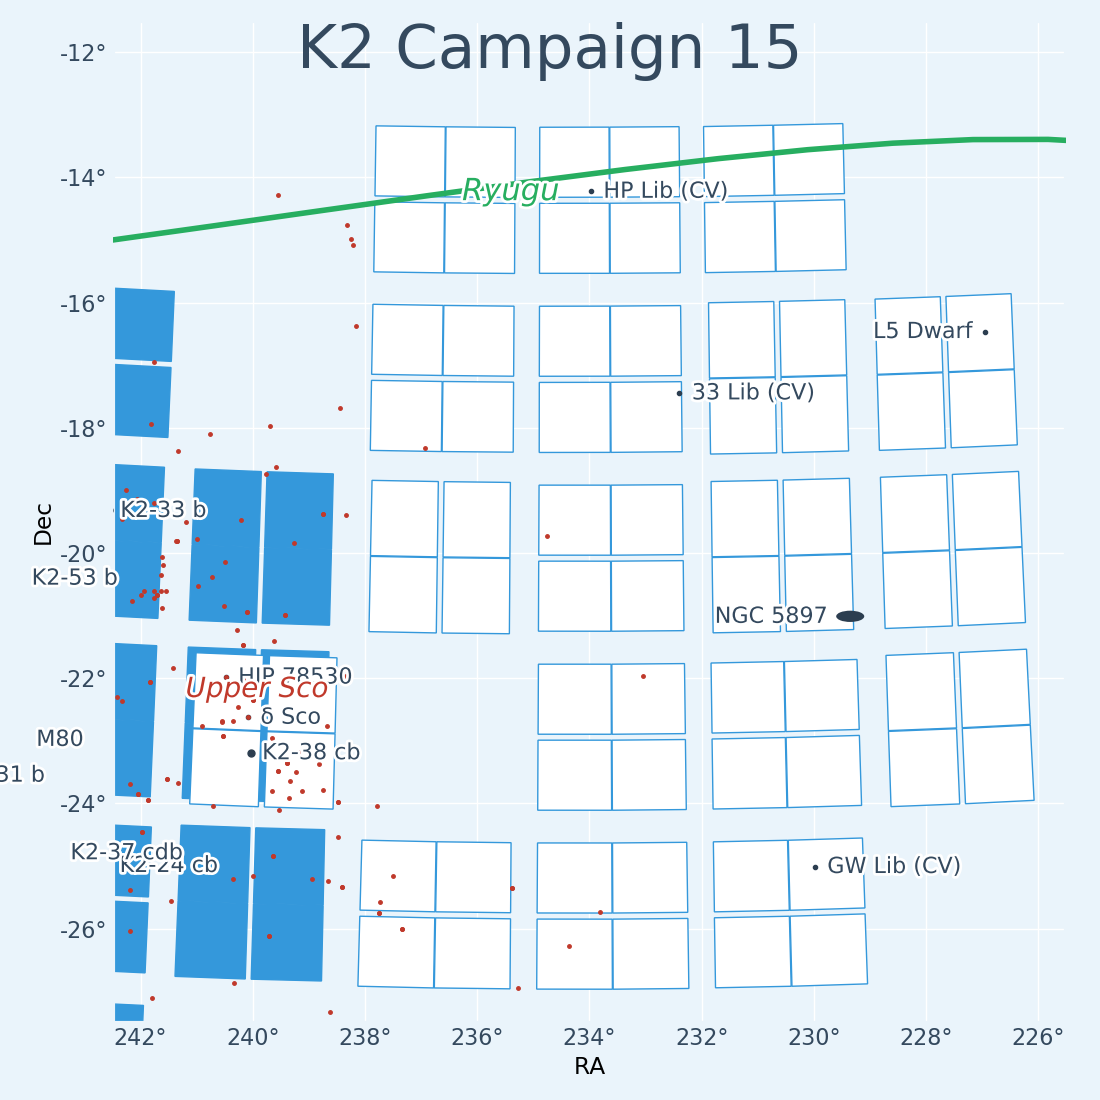 K2 Campaign 15
-12°
-14°
Ryugu
HP Lib (CV)
-16°
L5 Dwarf
33 Lib (CV)
-18°
K2-33 b
Dec
-20°
K2-53 b
NGC 5897
-22°
HIP 78530
Upper Sco
δ Sco
M80
K2-38 cb
31 b
-24°
K2-37 cdb
K2-24 cb
GW Lib (CV)
-26°
242° 240° 238° 236° 234° 232° 230° 228° 226°
RA